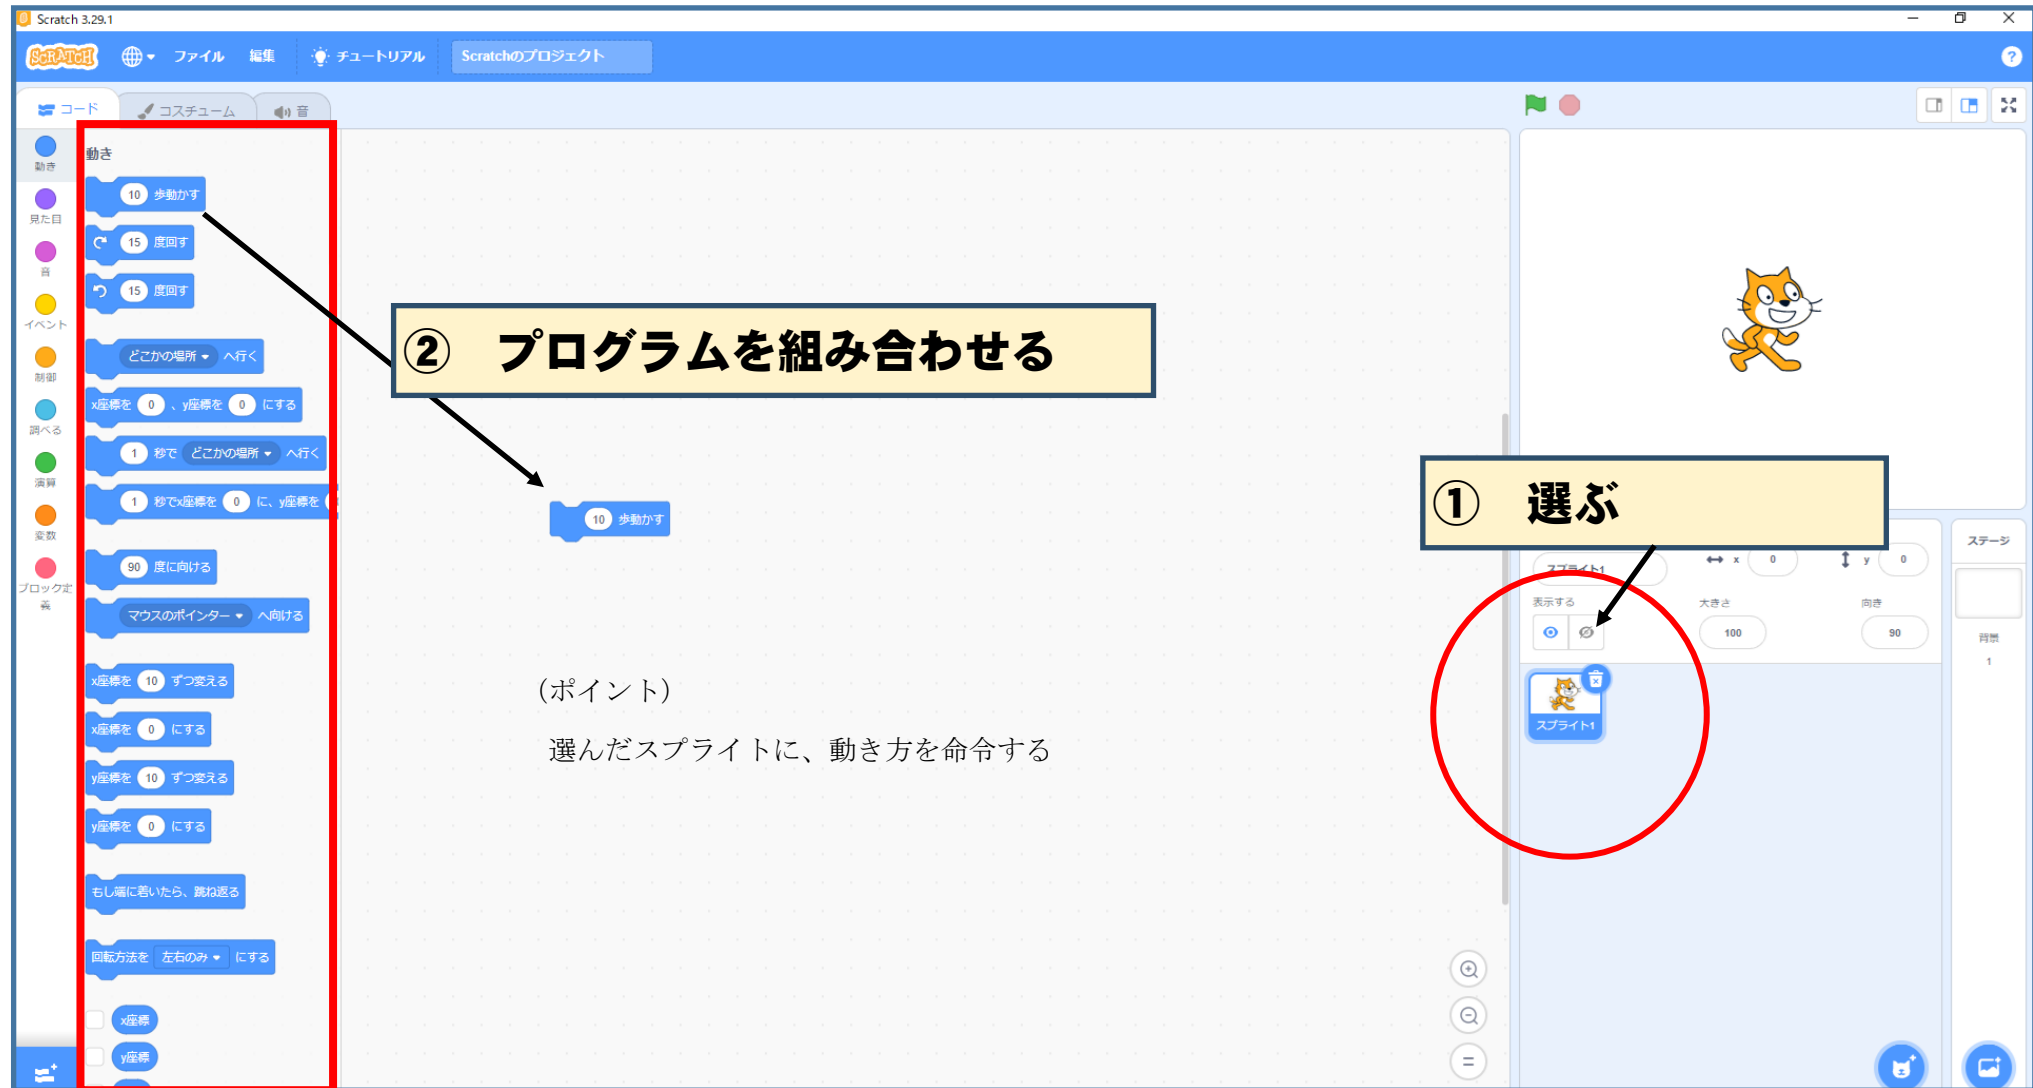 Scratch 3.29.1
SCRATCH ファイル 編集 チュートリアル Scratchのプロジェクト ?
コード コスチューム 音
動き
見た目
音
イベント
制御
調べる
演算
変数
ブロック定
義
動き
10 歩動かす
15 度回す
15 度回す
どこかの場所 へ行く
x座標を 0 、y座標を 0 にする
1 秒で どこかの場所 へ行く
1 秒でx座標を 0 に、y座標を
90 度に向ける
マウスのポインター へ向ける
x座標を 10 ずつ変える
x座標を 0 にする
y座標を 10 ずつ変える
y座標を 0 にする
もし端に着いたら、跳ね返る
回転方法を 左右のみ にする
x座標
y座標
② プログラムを組み合わせる
10 歩動かす
（ポイント）
選んだスプライトに、動き方を命令する
① 選ぶ
スプライト1 x 0 y 0
表示する 大きさ 向き
100 90
スプライト1
ステージ
背景
1